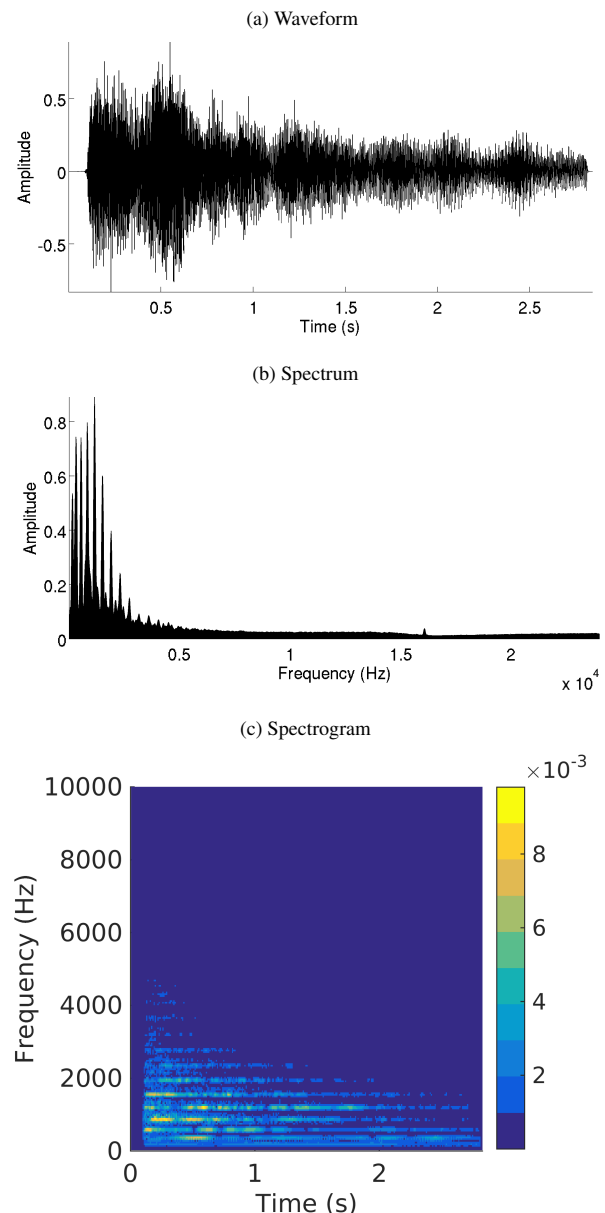 (a) Waveform
0.5
0
-0.5
Amplitude
0.5 1 1.5 2 2.5
Time (s)
(b) Spectrum
0.8
0.6
0.4
0.2
0
Amplitude
0.5 1 1.5 2
Frequency (Hz)
x 10^4
(c) Spectrogram
×10^-3
10000
8000
6000
4000
2000
0
Frequency (Hz)
8
6
4
2
0 1 2
Time (s)